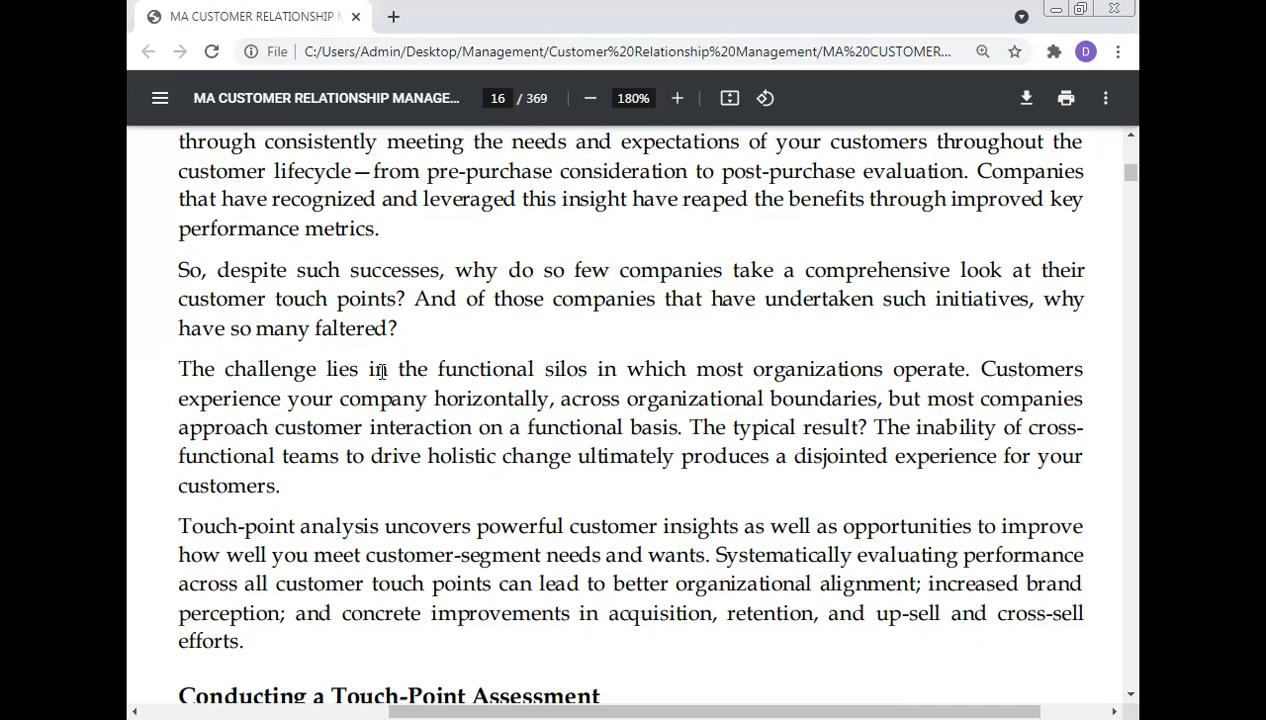 MA CUSTOMER RELATIONSHIP M
File C:/Users/Admin/Desktop/Management/Customer%20Relationship%20Management/MA%20CUSTOMER... D
MA CUSTOMER RELATIONSHIP MANAGE... 16 / 369 180%
through consistently meeting the needs and expectations of your customers throughout the
customer lifecycle—from pre-purchase consideration to post-purchase evaluation. Companies
that have recognized and leveraged this insight have reaped the benefits through improved key
performance metrics.
So, despite such successes, why do so few companies take a comprehensive look at their
customer touch points? And of those companies that have undertaken such initiatives, why
have so many faltered?
The challenge lies in the functional silos in which most organizations operate. Customers
experience your company horizontally, across organizational boundaries, but most companies
approach customer interaction on a functional basis. The typical result? The inability of cross-
functional teams to drive holistic change ultimately produces a disjointed experience for your
customers.
Touch-point analysis uncovers powerful customer insights as well as opportunities to improve
how well you meet customer-segment needs and wants. Systematically evaluating performance
across all customer touch points can lead to better organizational alignment; increased brand
perception; and concrete improvements in acquisition, retention, and up-sell and cross-sell
efforts.
Conducting a Touch-Point Assessment